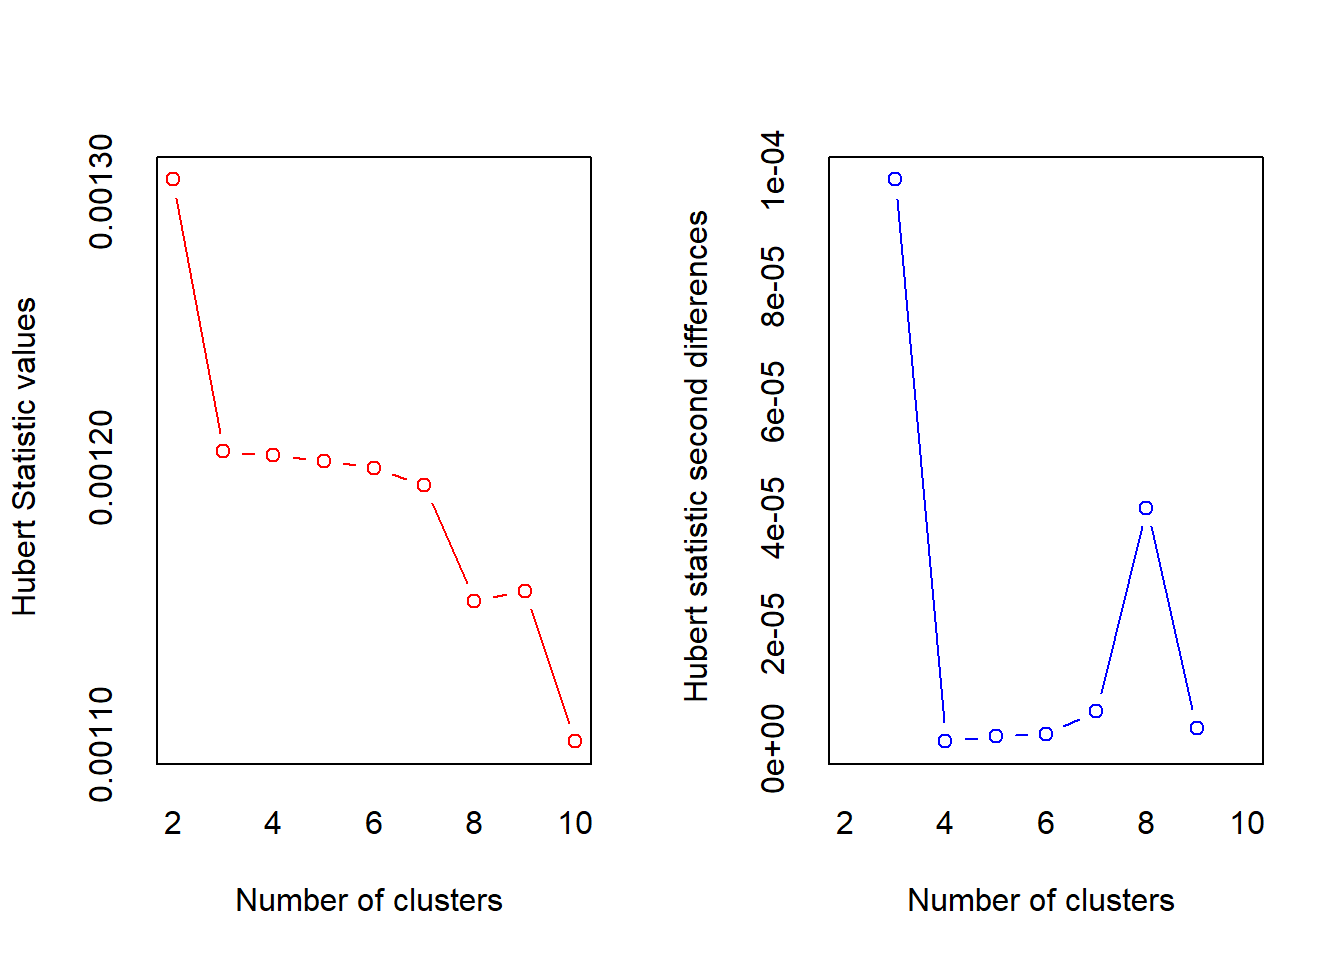 Hubert Statistic values
0.00130
0.00120
0.00110
2 4 6 8 10
Number of clusters
Hubert statistic second differences
1e-04
8e-05
6e-05
4e-05
2e-05
0e+00
2 4 6 8 10
Number of clusters